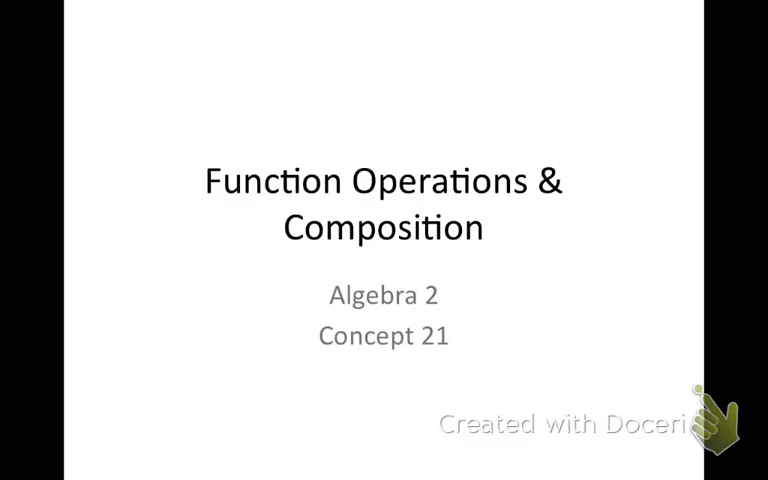 Function Operations &
Composition
Algebra 2
Concept 21
Created with Doceri